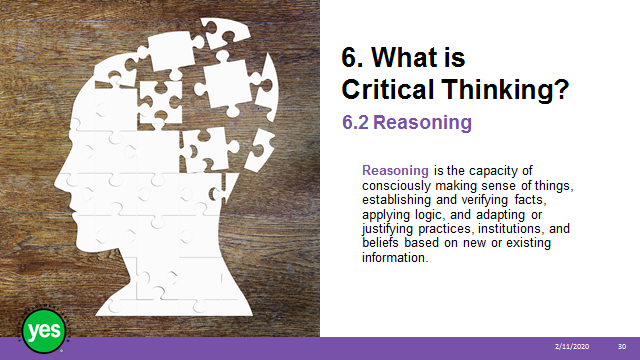 6. What is
Critical Thinking?
6.2 Reasoning
Reasoning is the capacity of
consciously making sense of things,
establishing and verifying facts,
applying logic, and adapting or
justifying practices, institutions, and
beliefs based on new or existing
information.
yes
2/11/2020
30